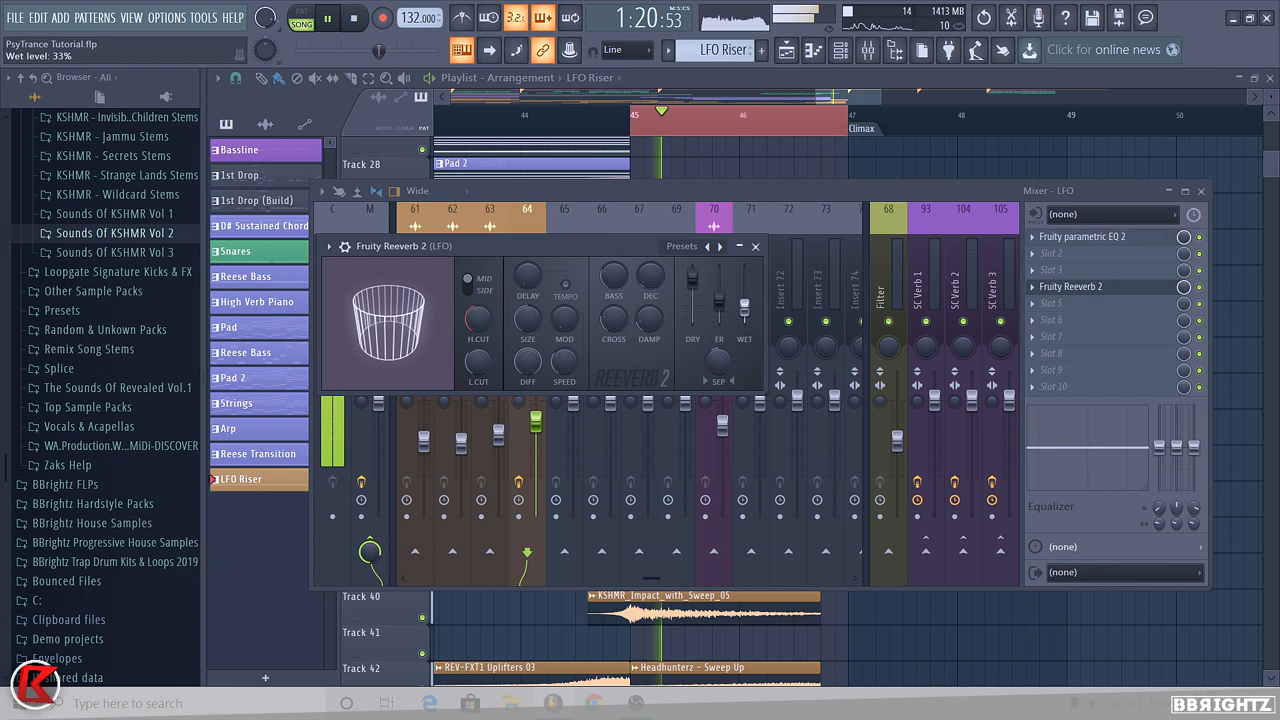 FILE EDIT ADD PATTERNS VIEW OPTIONS TOOLS HELP
PsyTrance Tutorial.flp
Wet level: 33%
PAT
SONG
132.000
3.2.
1:20:53
M:S:CS
14
1413 MB
10
Line
LFO Riser
Click for online news
Browser - All
Playlist - Arrangement
LFO Riser
KSHMR - Jammu Stems
KSHMR - Secrets Stems
KSHMR - Strange Lands Stems
KSHMR - Wildcard Stems
Sounds Of KSHMR Vol 1
Sounds Of KSHMR Vol 2
Sounds Of KSHMR Vol 3
Loopgate Signature Kicks & FX
Other Sample Packs
Presets
Random & Unkown Packs
Remix Song Stems
Splice
The Sounds Of Revealed Vol.1
Top Sample Packs
Vocals & Acapellas
WA.Production.W...MiDi-DISCOVER
Zaks Help
BBrightz FLPs
BBrightz Hardstyle Packs
BBrightz House Samples
BBrightz Progressive House Samples
BBrightz Trap Drum Kits & Loops 2019
Bounced Files
C:
Clipboard files
Demo projects
Envelopes
Bassline
1st Drop
1st Drop (Build)
D# Sustained Chord
Snares
Reese Bass
High Verb Piano
Pad
Reese Bass
Pad 2
Strings
Arp
Reese Transition
LFO Riser
NOTE CHAN PAT
44 45 46 47 48 49 50
Climax
Track 28
Pad 2
Wide
Mixer - LFO
C M 61 62 63 64 65 66 67 68 69 70 71 72 73 74 68 93 104 105
Fruity Reeverb 2 (LFO)
Presets
MID
SIDE
H.CUT
L.CUT
DELAY
TEMPO
SIZE
MOD
DIFF
SPEED
BASS
DEC
CROSS
DAMP
REEVERB 2
DRY
ER
WET
SEP
Insert 72
Insert 73
Insert 74
Filter
SC Verb 1
SC Verb 2
SC Verb 3
POST
(none)
Fruity parametric EQ 2
Slot 2
Slot 3
Fruity Reeverb 2
Slot 5
Slot 6
Slot 7
Slot 8
Slot 9
Slot 10
Equalizer
(none)
(none)
Track 40
KSHMR_Impact_with_Sweep_05
Track 41
Track 42
REV-FXT1 Uplifters 03
Headhunterz - Sweep Up
Type here to search
BBRIGHTZ